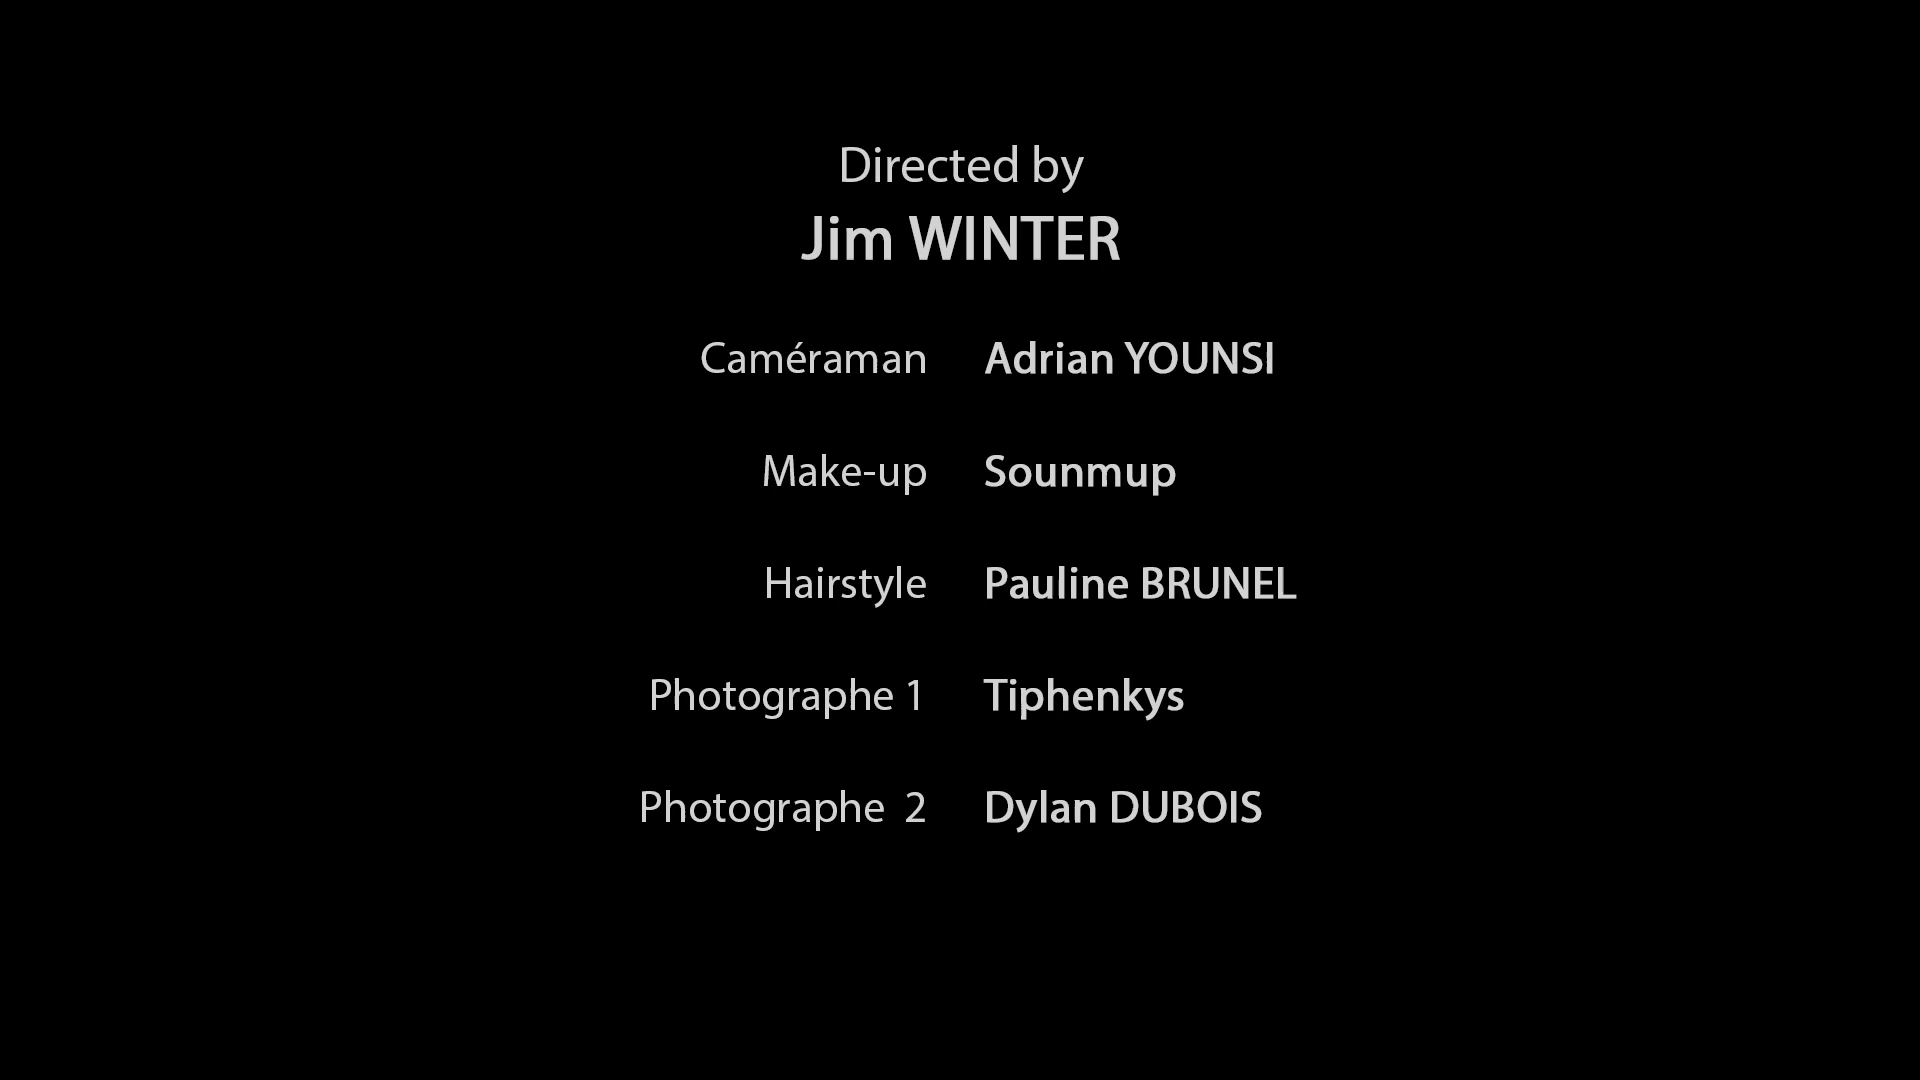 Directed by
Jim WINTER
Caméraman Adrian YOUNSI
Make-up Sounmup
Hairstyle Pauline BRUNEL
Photographe 1 Tiphenkys
Photographe 2 Dylan DUBOIS